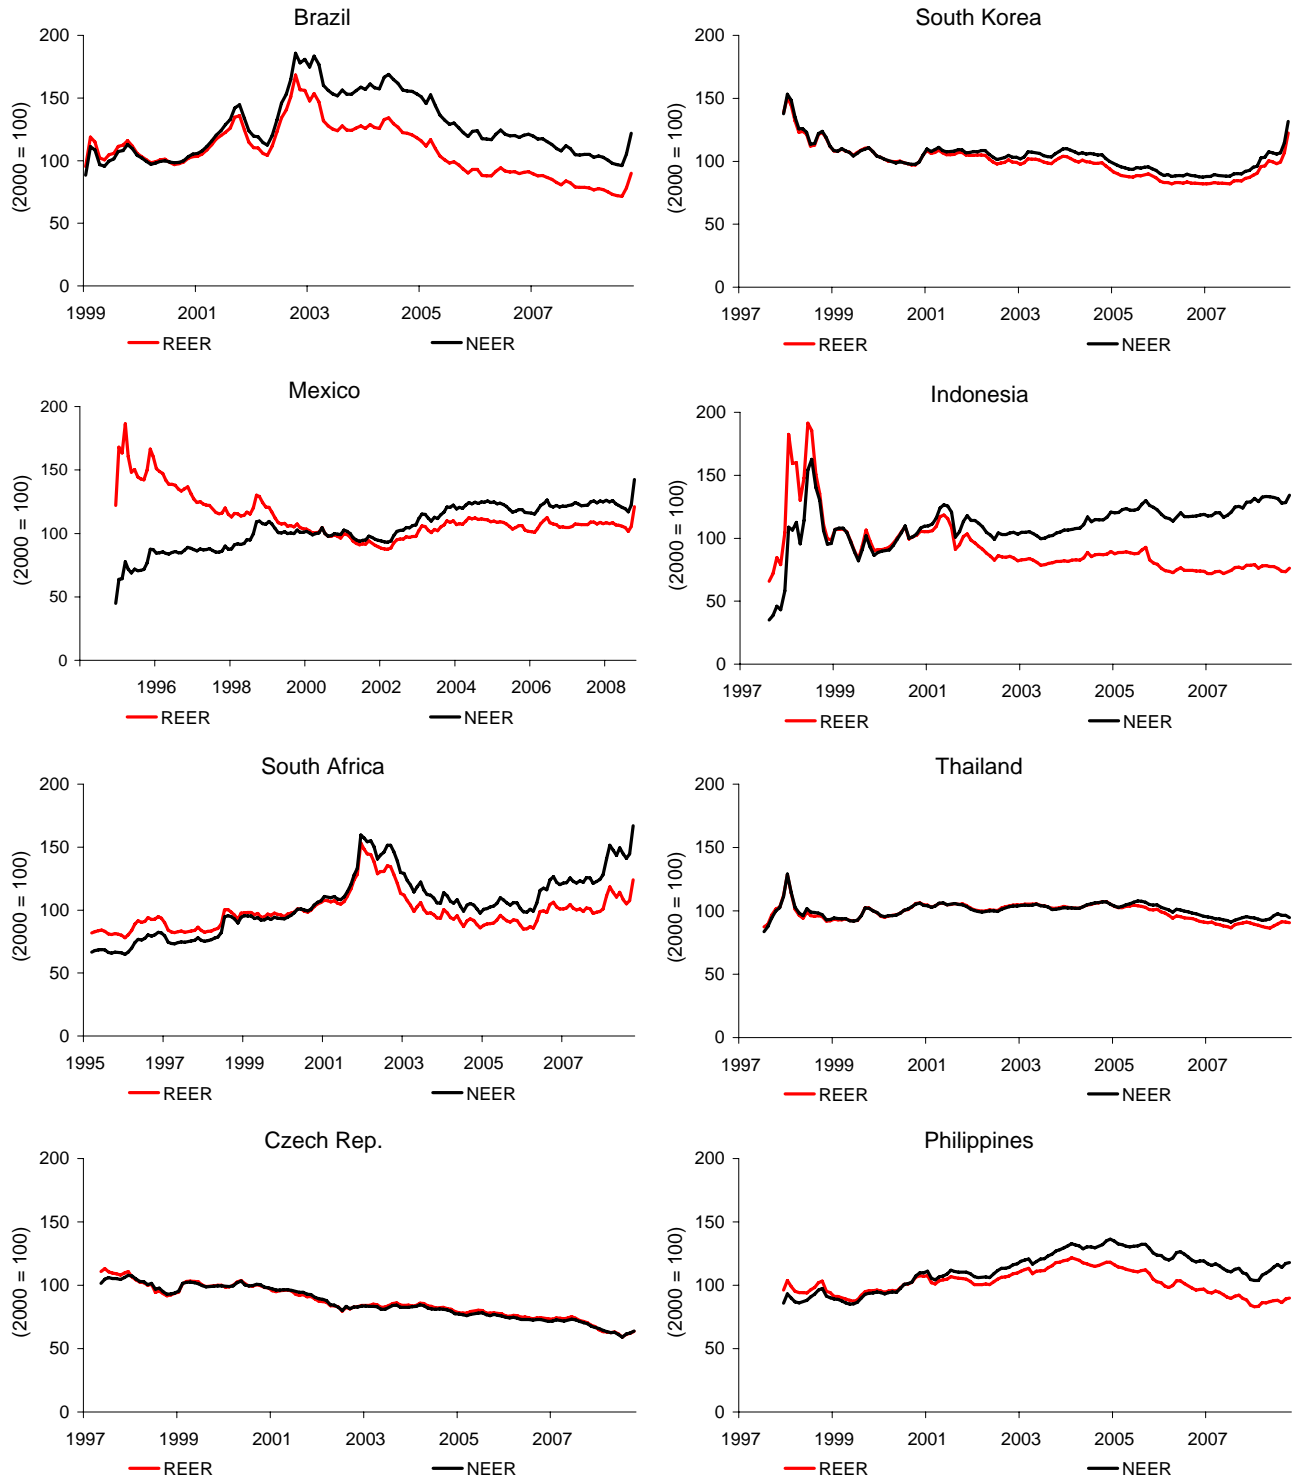 Brazil
(2000 = 100)
200
150
100
50
0
1999 2001 2003 2005 2007
REER NEER
South Korea
(2000 = 100)
200
150
100
50
0
1997 1999 2001 2003 2005 2007
REER NEER
Mexico
(2000 = 100)
200
150
100
50
0
1996 1998 2000 2002 2004 2006 2008
REER NEER
Indonesia
(2000 = 100)
200
150
100
50
0
1997 1999 2001 2003 2005 2007
REER NEER
South Africa
(2000 = 100)
200
150
100
50
0
1995 1997 1999 2001 2003 2005 2007
REER NEER
Thailand
(2000 = 100)
200
150
100
50
0
1997 1999 2001 2003 2005 2007
REER NEER
Czech Rep.
(2000 = 100)
200
150
100
50
0
1997 1999 2001 2003 2005 2007
REER NEER
Philippines
(2000 = 100)
200
150
100
50
0
1997 1999 2001 2003 2005 2007
REER NEER